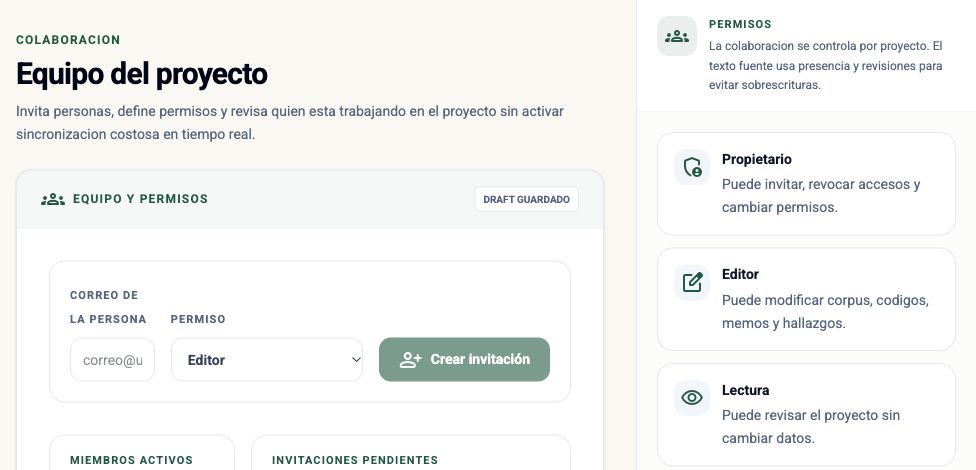 COLABORACION
Equipo del proyecto
Invita personas, define permisos y revisa quien esta trabajando en el proyecto sin activar
sincronizacion costosa en tiempo real.
EQUIPO Y PERMISOS
DRAFT GUARDADO
CORREO DE
LA PERSONA
PERMISO
correo@u
Editor
Crear invitación
MIEMBROS ACTIVOS
INVITACIONES PENDIENTES
PERMISOS
La colaboracion se controla por proyecto. El
texto fuente usa presencia y revisiones para
evitar sobrescrituras.
Propietario
Puede invitar, revocar accesos y
cambiar permisos.
Editor
Puede modificar corpus, codigos,
memos y hallazgos.
Lectura
Puede revisar el proyecto sin
cambiar datos.